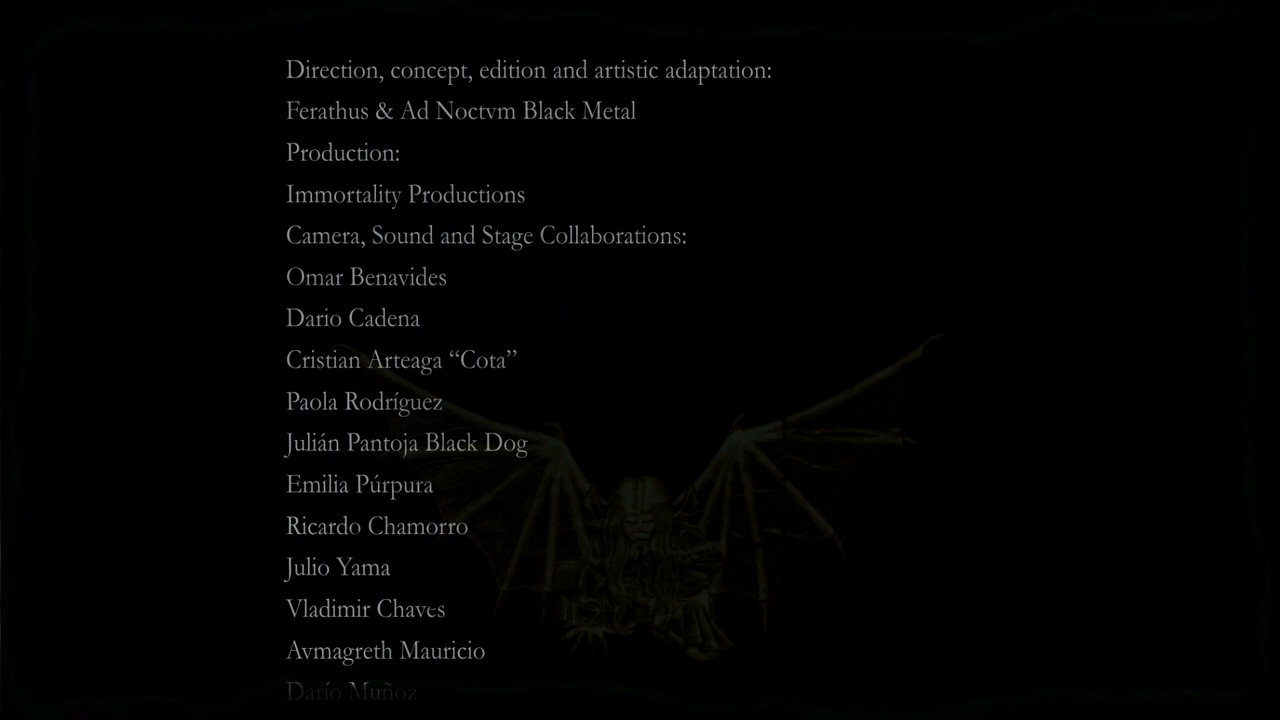 Direction, concept, edition and artistic adaptation:
Ferathus & Ad Noctvm Black Metal
Production:
Immortality Productions
Camera, Sound and Stage Collaborations:
Omar Benavides
Dario Cadena
Cristian Arteaga “Cota”
Paola Rodríguez
Julián Pantoja Black Dog
Emilia Púrpura
Ricardo Chamorro
Julio Yama
Vladimir Chaves
Avmagreth Mauricio
Darío Muñoz